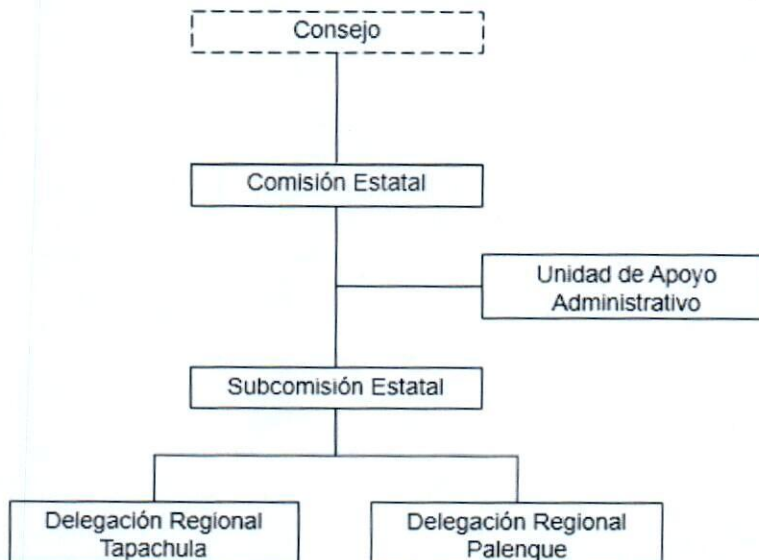 Consejo
Comisión Estatal
Unidad de Apoyo
Administrativo
Subcomisión Estatal
Delegación Regional
Tapachula
Delegación Regional
Palenque